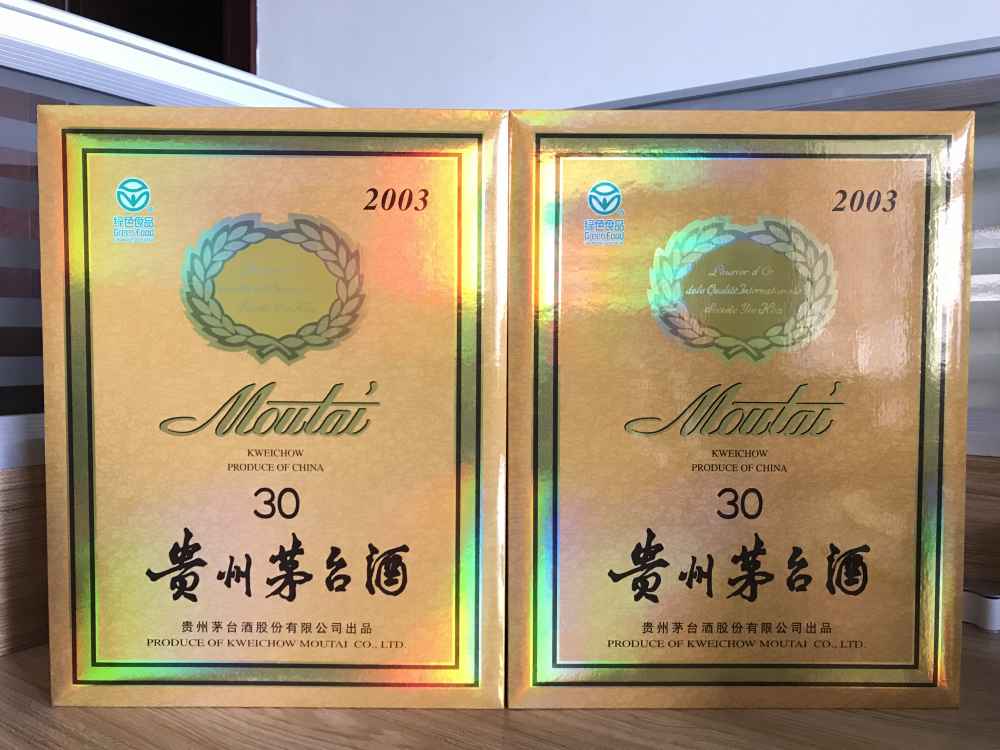 2003
绿色食品
Green Food
Moutai
KWEICHOW
PRODUCE OF CHINA
30
贵州茅台酒
贵州茅台酒股份有限公司出品
PRODUCE OF KWEICHOW MOUTAI CO., LTD.
2003
绿色食品
Green Food
Moutai
KWEICHOW
PRODUCE OF CHINA
30
贵州茅台酒
贵州茅台酒股份有限公司出品
PRODUCE OF KWEICHOW MOUTAI CO., LTD.